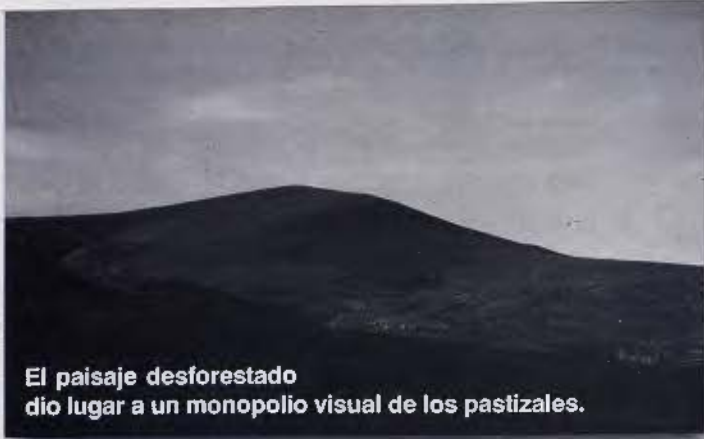 El paisaje desforestado
dio lugar a un monopolio visual de los pastizales.